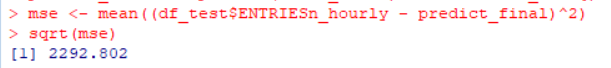 > mse <- mean((df_test$ENTRIESn_hourly - predict_final)^2)
> sqrt(mse)
[1] 2292.802